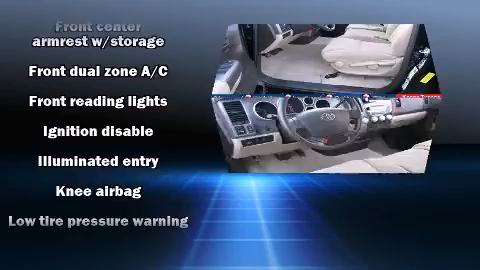 Front center
armrest w/storage
Front dual zone A/C
Front reading lights
Ignition disable
Illuminated entry
Knee airbag
Low tire pressure warning